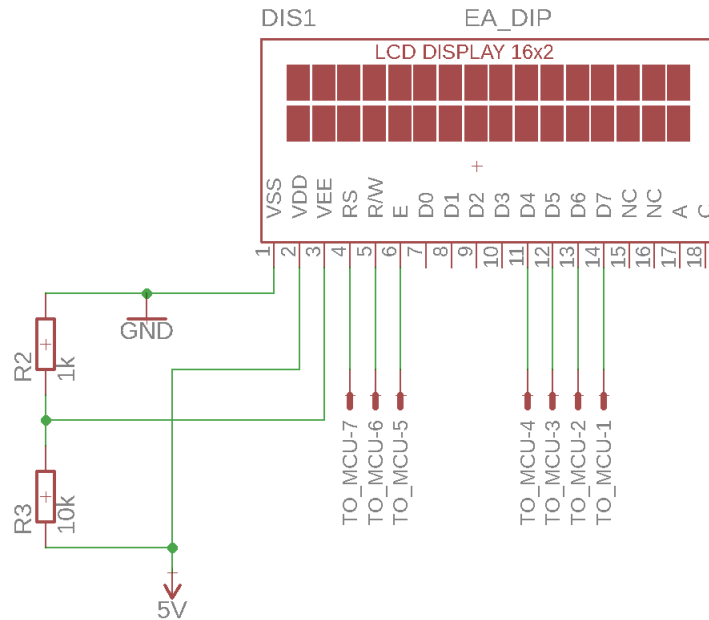 DIS1
EA_DIP
LCD DISPLAY 16x2
VSS
VDD
VEE
RS
R/W
E
D0
D1
D2
D3
D4
D5
D6
D7
NC
NC
A
1
2
3
4
5
6
7
8
9
10
11
12
13
14
15
16
17
18
GND
R2
1k
R3
10k
5V
TO_MCU-7
TO_MCU-6
TO_MCU-5
TO_MCU-4
TO_MCU-3
TO_MCU-2
TO_MCU-1